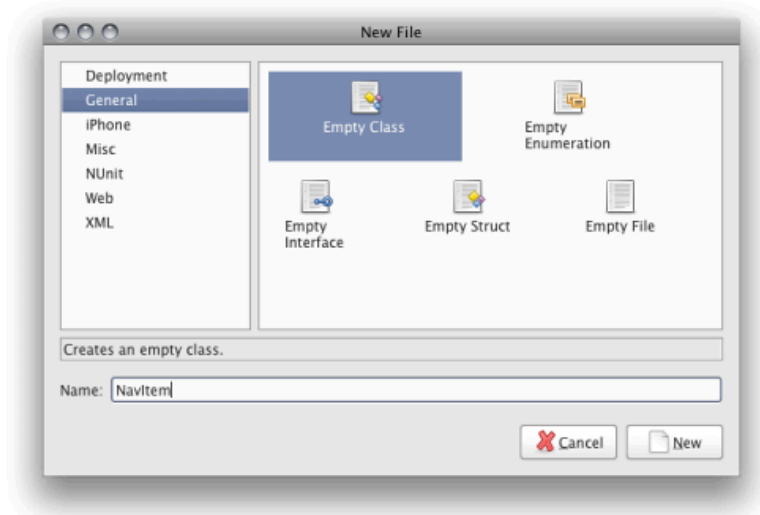 New File
Deployment
General
iPhone
Misc
NUnit
Web
XML
Empty Class
Empty
Enumeration
Empty
Interface
Empty Struct
Empty File
Creates an empty class.
Name: NavItem
Cancel
New